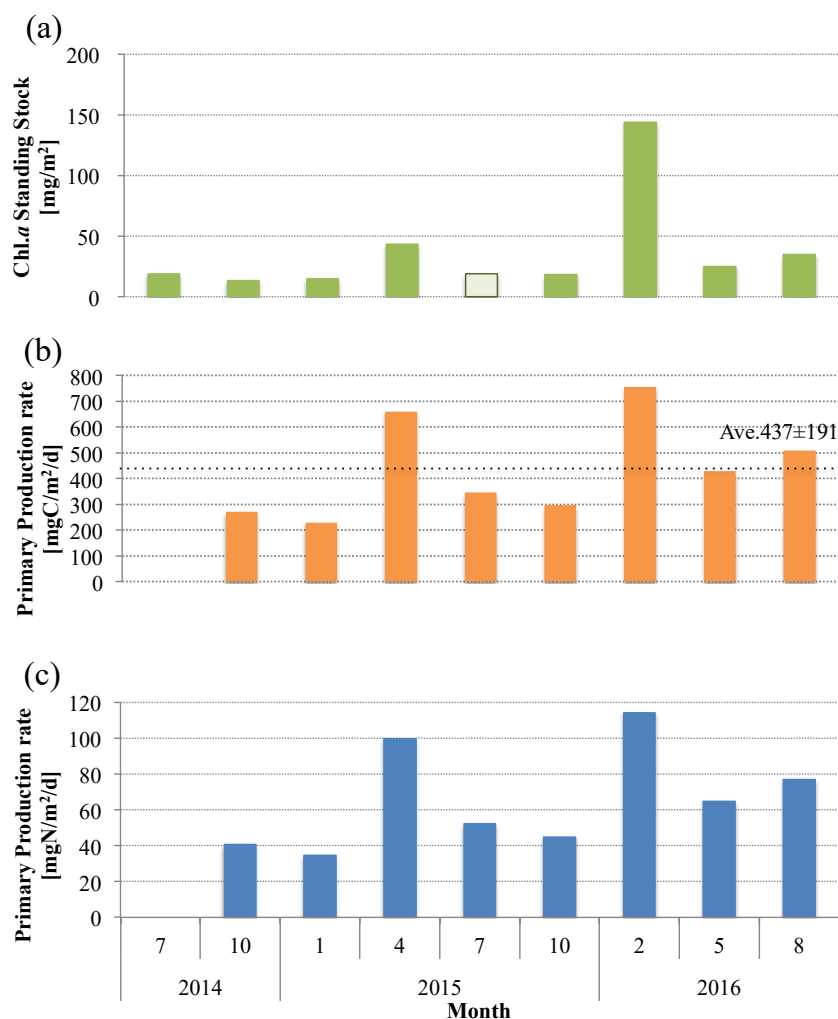 (a)
Chl.a Standing Stock
[mg/m²]
200
150
100
50
0
(b)
Primary Production rate
[mgC/m²/d]
800
700
600
500
400
300
200
100
0
Ave.437±191
(c)
Primary Production rate
[mgN/m²/d]
120
100
80
60
40
20
0
7 10 1 4 7 10 2 5 8
2014 2015 2016
Month